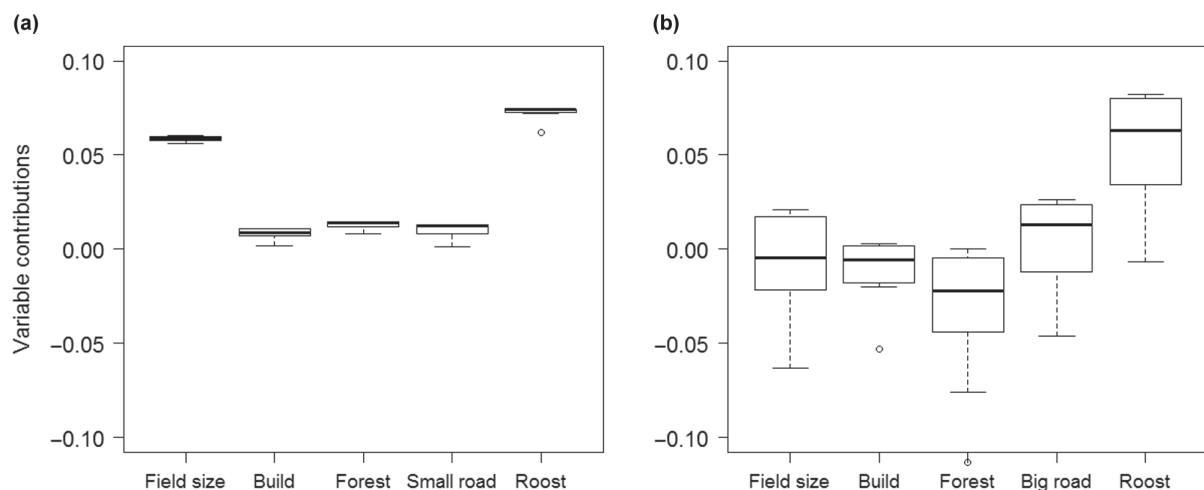 (a)
Variable contributions
0.10
0.05
0.00
−0.05
−0.10
Field size Build Forest Small road Roost
(b)
0.10
0.05
0.00
−0.05
−0.10
Field size Build Forest Big road Roost